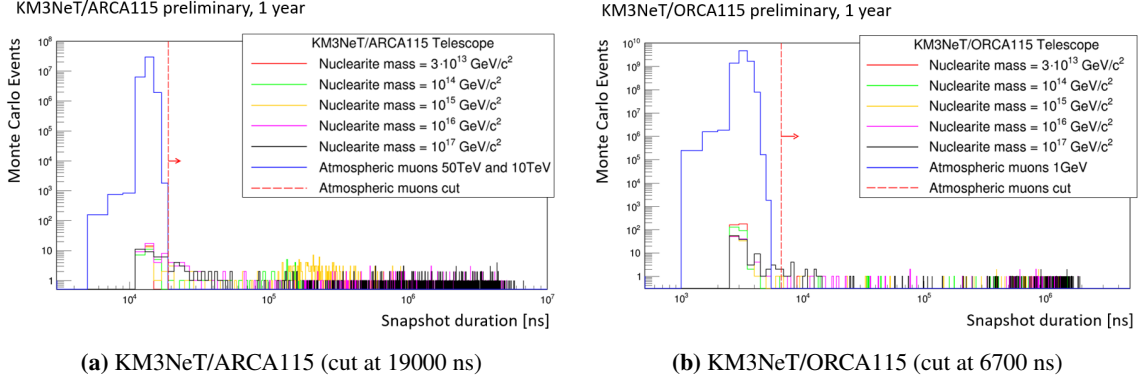 KM3NeT/ARCA115 preliminary, 1 year
Monte Carlo Events
10⁸
10⁷
10⁶
10⁵
10⁴
10³
10²
10
1
KM3NeT/ARCA115 Telescope
Nuclearite mass = 3·10¹³ GeV/c²
Nuclearite mass = 10¹⁴ GeV/c²
Nuclearite mass = 10¹⁵ GeV/c²
Nuclearite mass = 10¹⁶ GeV/c²
Nuclearite mass = 10¹⁷ GeV/c²
Atmospheric muons 50TeV and 10TeV
Atmospheric muons cut
10⁴ 10⁵ 10⁶ 10⁷
Snapshot duration [ns]
(a) KM3NeT/ARCA115 (cut at 19000 ns)
KM3NeT/ORCA115 preliminary, 1 year
Monte Carlo Events
10¹⁰
10⁹
10⁸
10⁷
10⁶
10⁵
10⁴
10³
10²
10
1
KM3NeT/ORCA115 Telescope
Nuclearite mass = 3·10¹³ GeV/c²
Nuclearite mass = 10¹⁴ GeV/c²
Nuclearite mass = 10¹⁵ GeV/c²
Nuclearite mass = 10¹⁶ GeV/c²
Nuclearite mass = 10¹⁷ GeV/c²
Atmospheric muons 1GeV
Atmospheric muons cut
10³ 10⁴ 10⁵ 10⁶
Snapshot duration [ns]
(b) KM3NeT/ORCA115 (cut at 6700 ns)